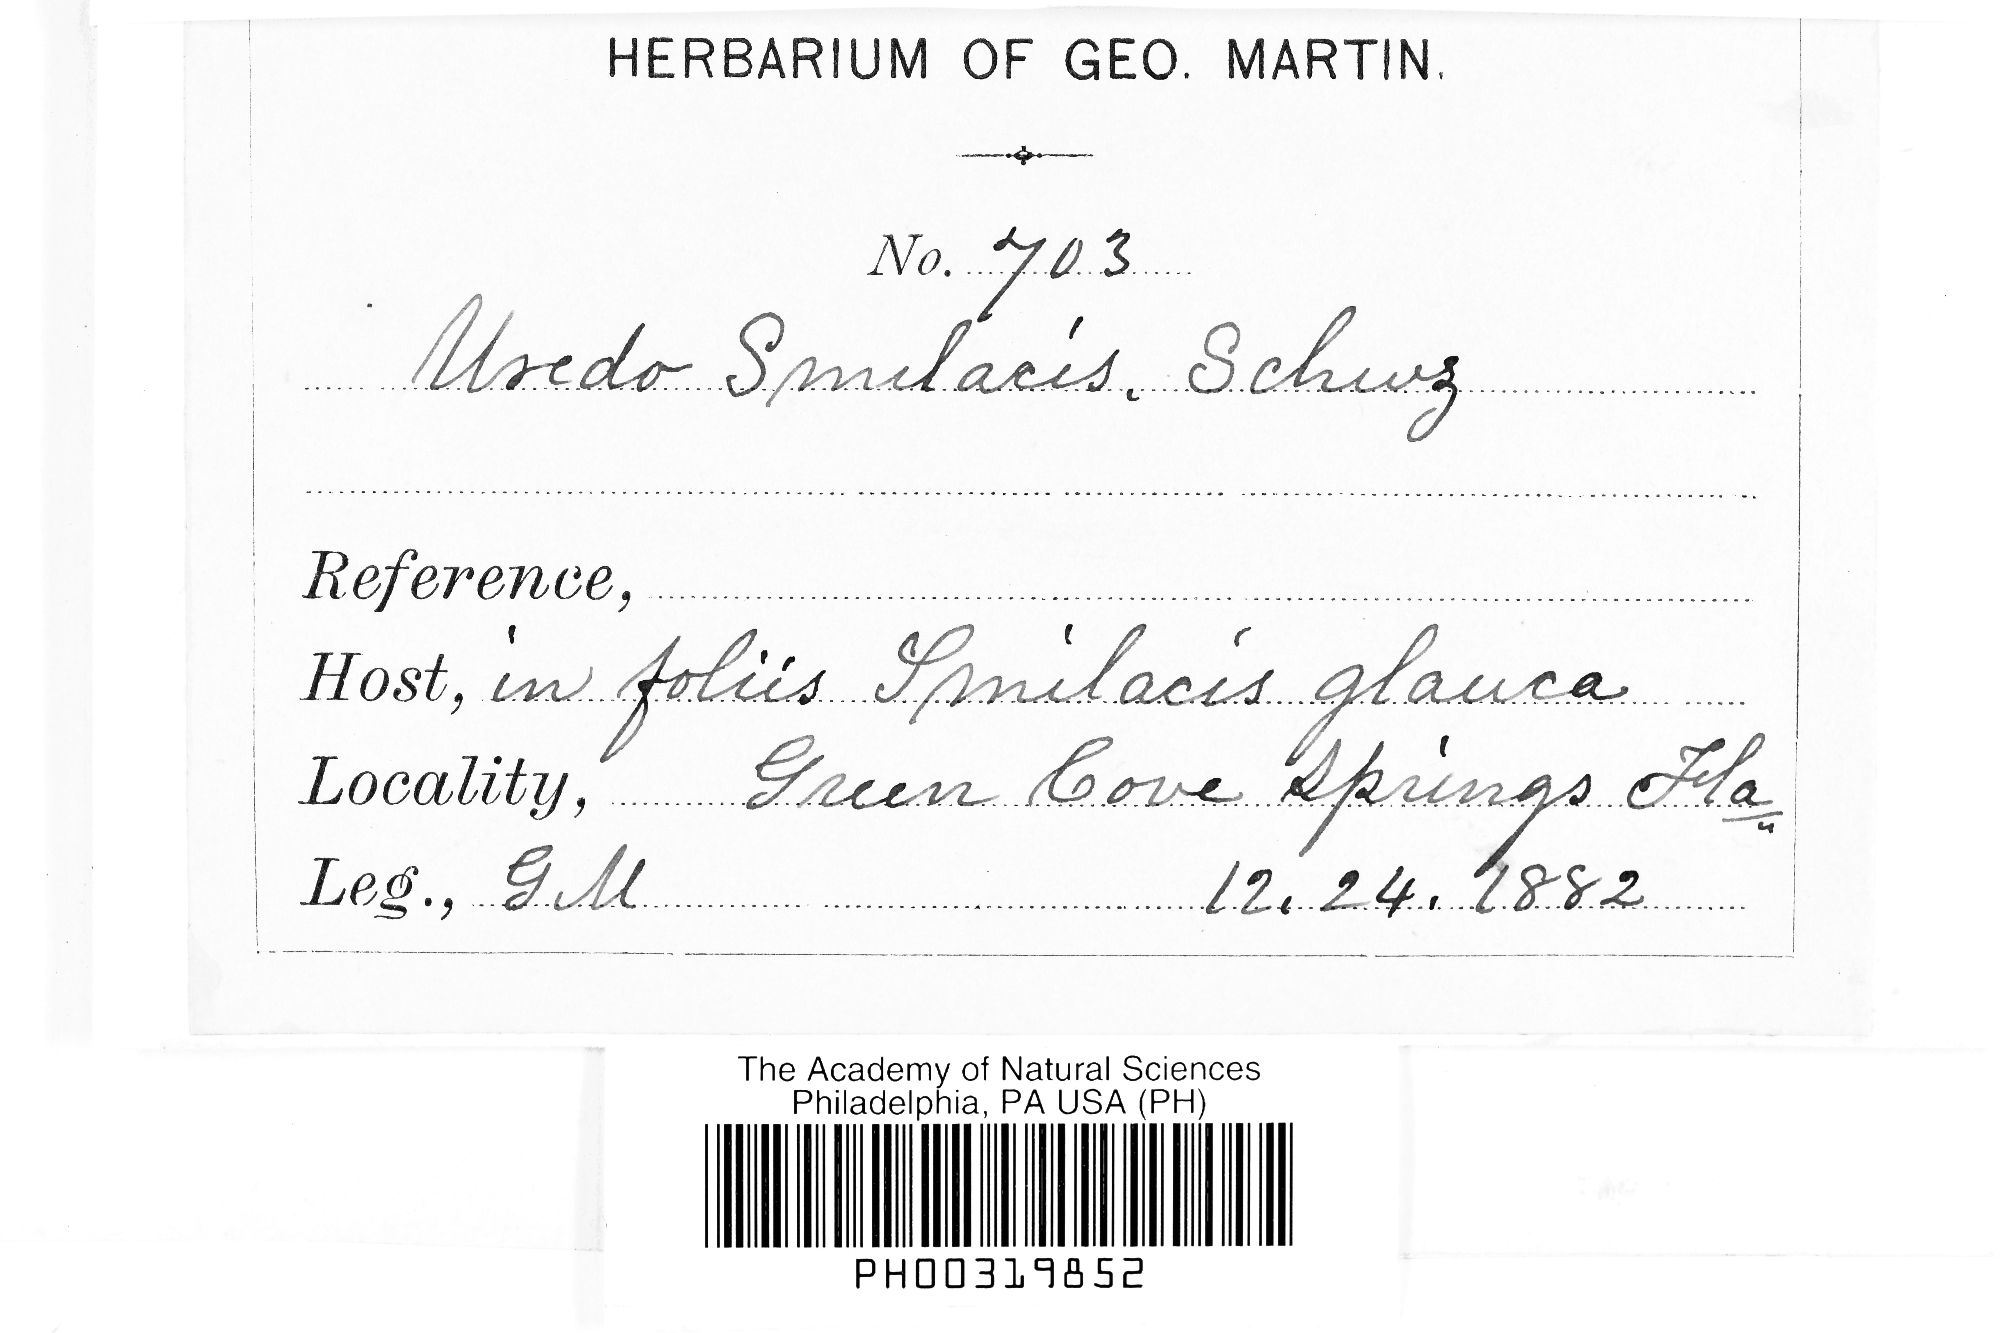 HERBARIUM OF GEO. MARTIN.
No. 703
Uredo Smilacis. Schwz
Reference,
Host, in foliis Smilacis glauca
Locality, Green Cove Springs Fla
Leg., GM 12. 24. 1882
The Academy of Natural Sciences
Philadelphia, PA USA (PH)
PH00319852